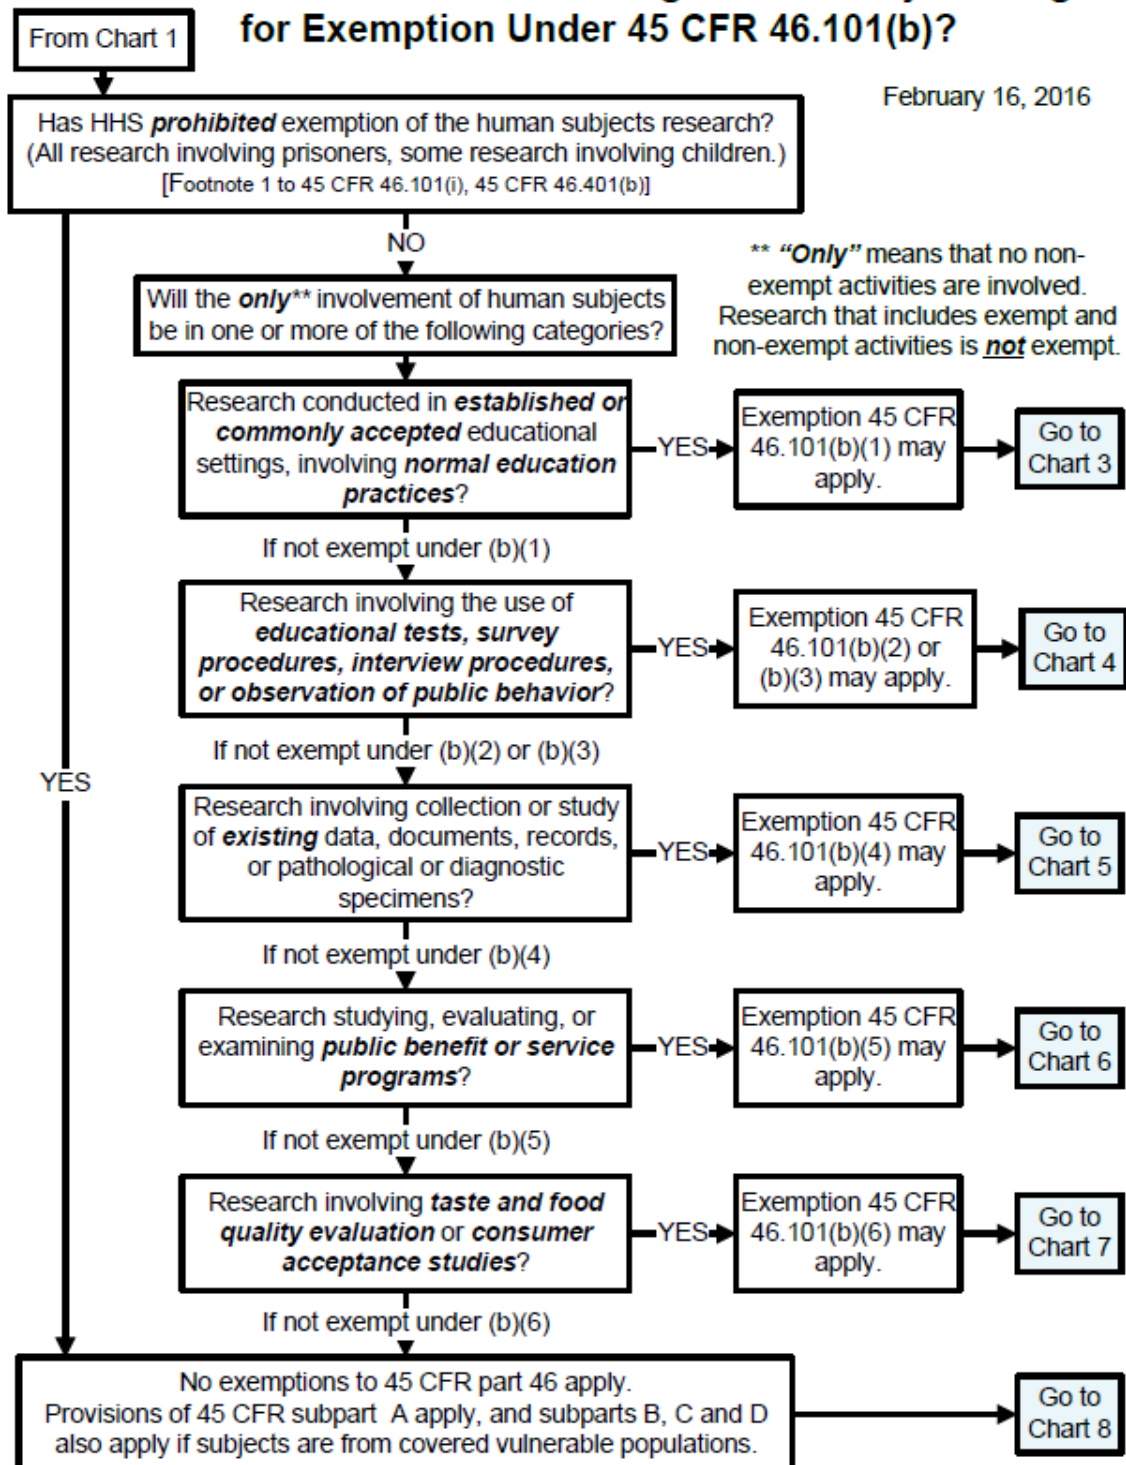 for Exemption Under 45 CFR 46.101(b)?
From Chart 1
February 16, 2016
Has HHS prohibited exemption of the human subjects research?
(All research involving prisoners, some research involving children.)
[Footnote 1 to 45 CFR 46.101(i), 45 CFR 46.401(b)]
NO
** "Only" means that no non-
exempt activities are involved.
Research that includes exempt and
non-exempt activities is not exempt.
Will the only** involvement of human subjects
be in one or more of the following categories?
Research conducted in established or
commonly accepted educational
settings, involving normal education
practices?
YES
Exemption 45 CFR
46.101(b)(1) may
apply.
Go to
Chart 3
If not exempt under (b)(1)
Research involving the use of
educational tests, survey
procedures, interview procedures,
or observation of public behavior?
YES
Exemption 45 CFR
46.101(b)(2) or
(b)(3) may apply.
Go to
Chart 4
If not exempt under (b)(2) or (b)(3)
YES
Research involving collection or study
of existing data, documents, records,
or pathological or diagnostic
specimens?
YES
Exemption 45 CFR
46.101(b)(4) may
apply.
Go to
Chart 5
If not exempt under (b)(4)
Research studying, evaluating, or
examining public benefit or service
programs?
YES
Exemption 45 CFR
46.101(b)(5) may
apply.
Go to
Chart 6
If not exempt under (b)(5)
Research involving taste and food
quality evaluation or consumer
acceptance studies?
YES
Exemption 45 CFR
46.101(b)(6) may
apply.
Go to
Chart 7
If not exempt under (b)(6)
No exemptions to 45 CFR part 46 apply.
Provisions of 45 CFR subpart A apply, and subparts B, C and D
also apply if subjects are from covered vulnerable populations.
Go to
Chart 8